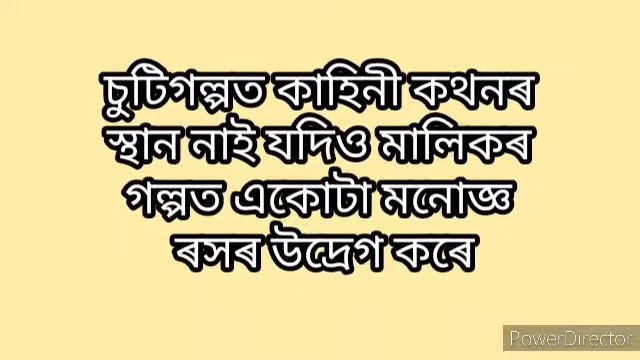 চুটিগল্পত কাহিনী কথনৰ
স্থান নাই যদিও মালিকৰ
গল্পত একোটা মনোজ্ঞ
ৰসৰ উদ্রেগ কৰে
PowerDirector